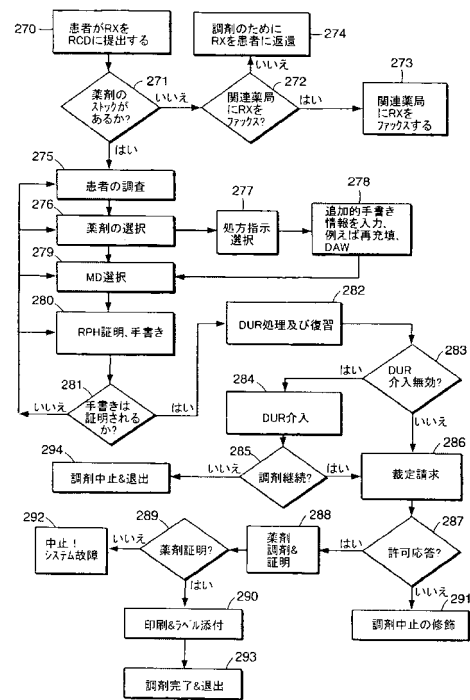 270
患者がRXを
RCDに提出する
調剤のために
RXを患者に返還
274
271
薬剤の
ストックが
あるか?
いいえ
いいえ
272
関連薬局
にRXを
ファックス?
はい
273
関連薬局
にRXを
ファックスする
はい
275
患者の調査
276
薬剤の選択
277
処方指示
選択
278
追加的手書き
情報を入力、
例えば再充填、
DAW
279
MD選択
280
RPH証明、手書き
282
DUR処理及び復習
281
手書きは
証明されるか?
いいえ
はい
283
DUR
介入無効?
はい
いいえ
284
DUR介入
285
調剤継続?
いいえ
はい
294
調剤中止&退出
286
裁定請求
287
許可応答?
はい
いいえ
288
薬剤
調剤&
証明
289
薬剤証明?
いいえ
はい
292
中止!
システム故障
290
印刷&ラベル添付
291
調剤中止の修飾
293
調剤完了&退出